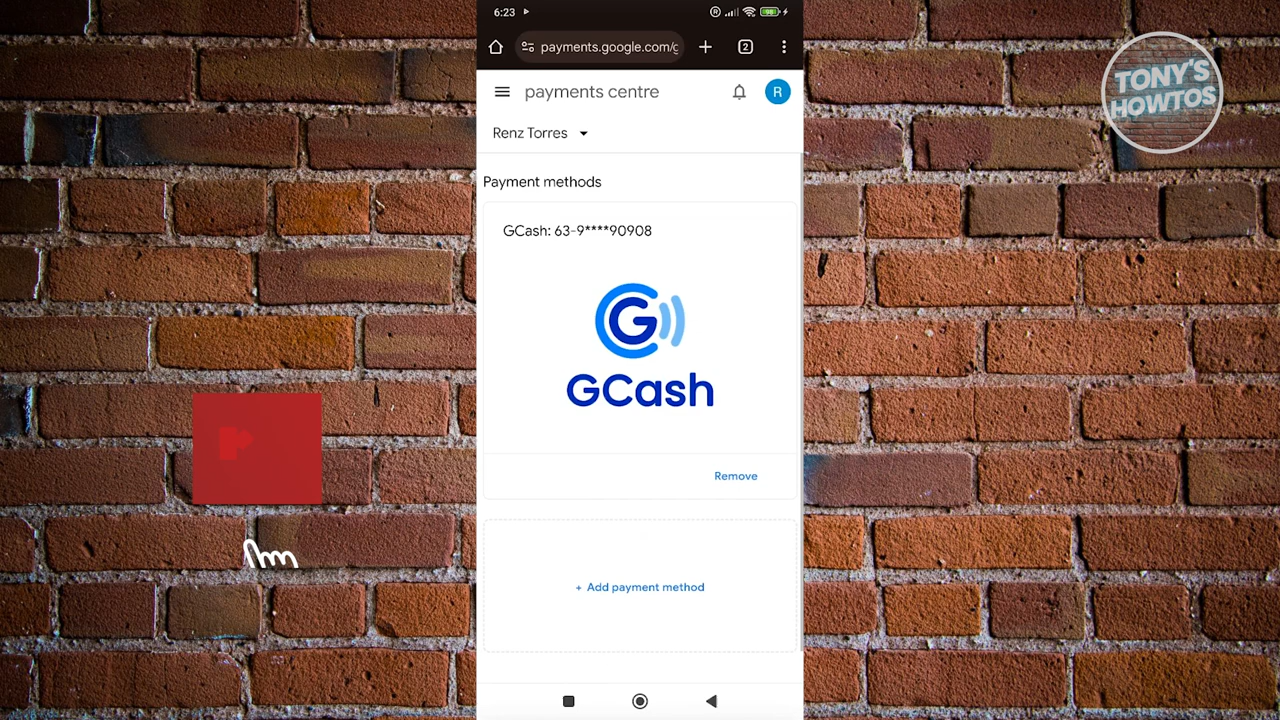 6:23
98
payments.google.com/g
2
payments centre
R
Renz Torres
Payment methods
GCash: 63-9****90908
G
GCash
Remove
+ Add payment method
TONY'S
HOWTOS